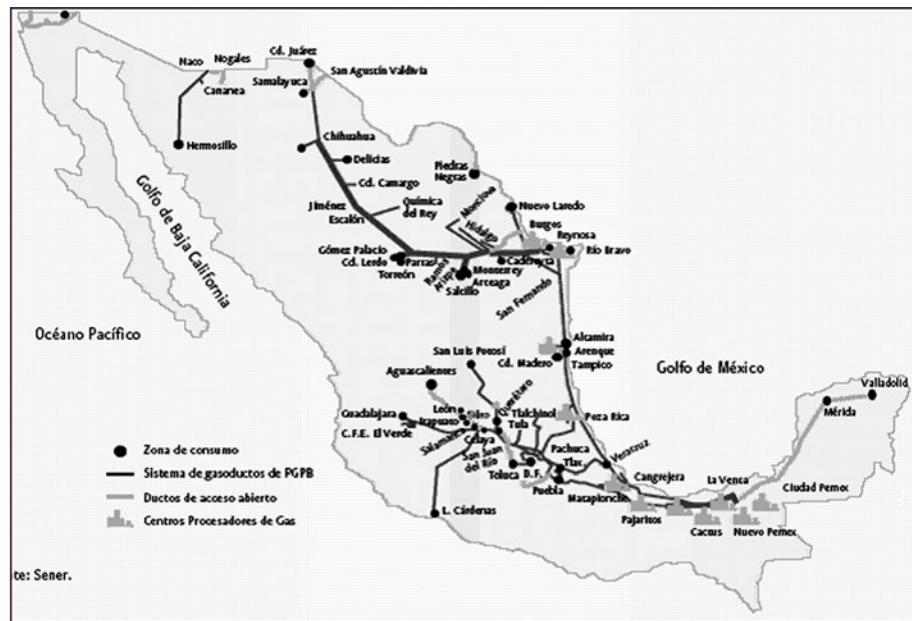 Cd. Juárez
Naco
Nogales
San Agustín Valdivia
Samalayuca
Cananea
Hermosillo
Chihuahua
Delicias
Piedras
Negras
Cd. Camargo
Química
del Rey
Jiménez
Escalón
Monclova
Hidalgo
Nuevo Laredo
Burgos
Reynosa
Río Bravo
Golfo de Baja California
Gómez Palacio
Cd. Lerdo
Torreón
Parras
Ramos
Arizpe
Monterrey
Arteaga
Salcillo
Cadereyta
San Fernando
Océano Pacífico
Golfo de México
Alcamira
Arenque
Tampico
Cd. Madero
San Luis Potosí
Aguascalientes
Querétaro
Valladolid
Mérida
Guadalajara
León
Silao
Irapuato
C.F.E. El Verde
Salamanca
Celaya
San Juan
del Río
Tlalchinol
Tula
Poza Rica
Pachuca
Tlax.
Toluca
D.F.
Puebla
Veracruz
Cangrejera
La Venta
Ciudad Pemex
Matapionche
Pajaritos
Cactus
Nuevo Pemex
L. Cárdenas
Zona de consumo
Sistema de gasoductos de PGPB
Ductos de acceso abierto
Centros Procesadores de Gas
te: Sener.